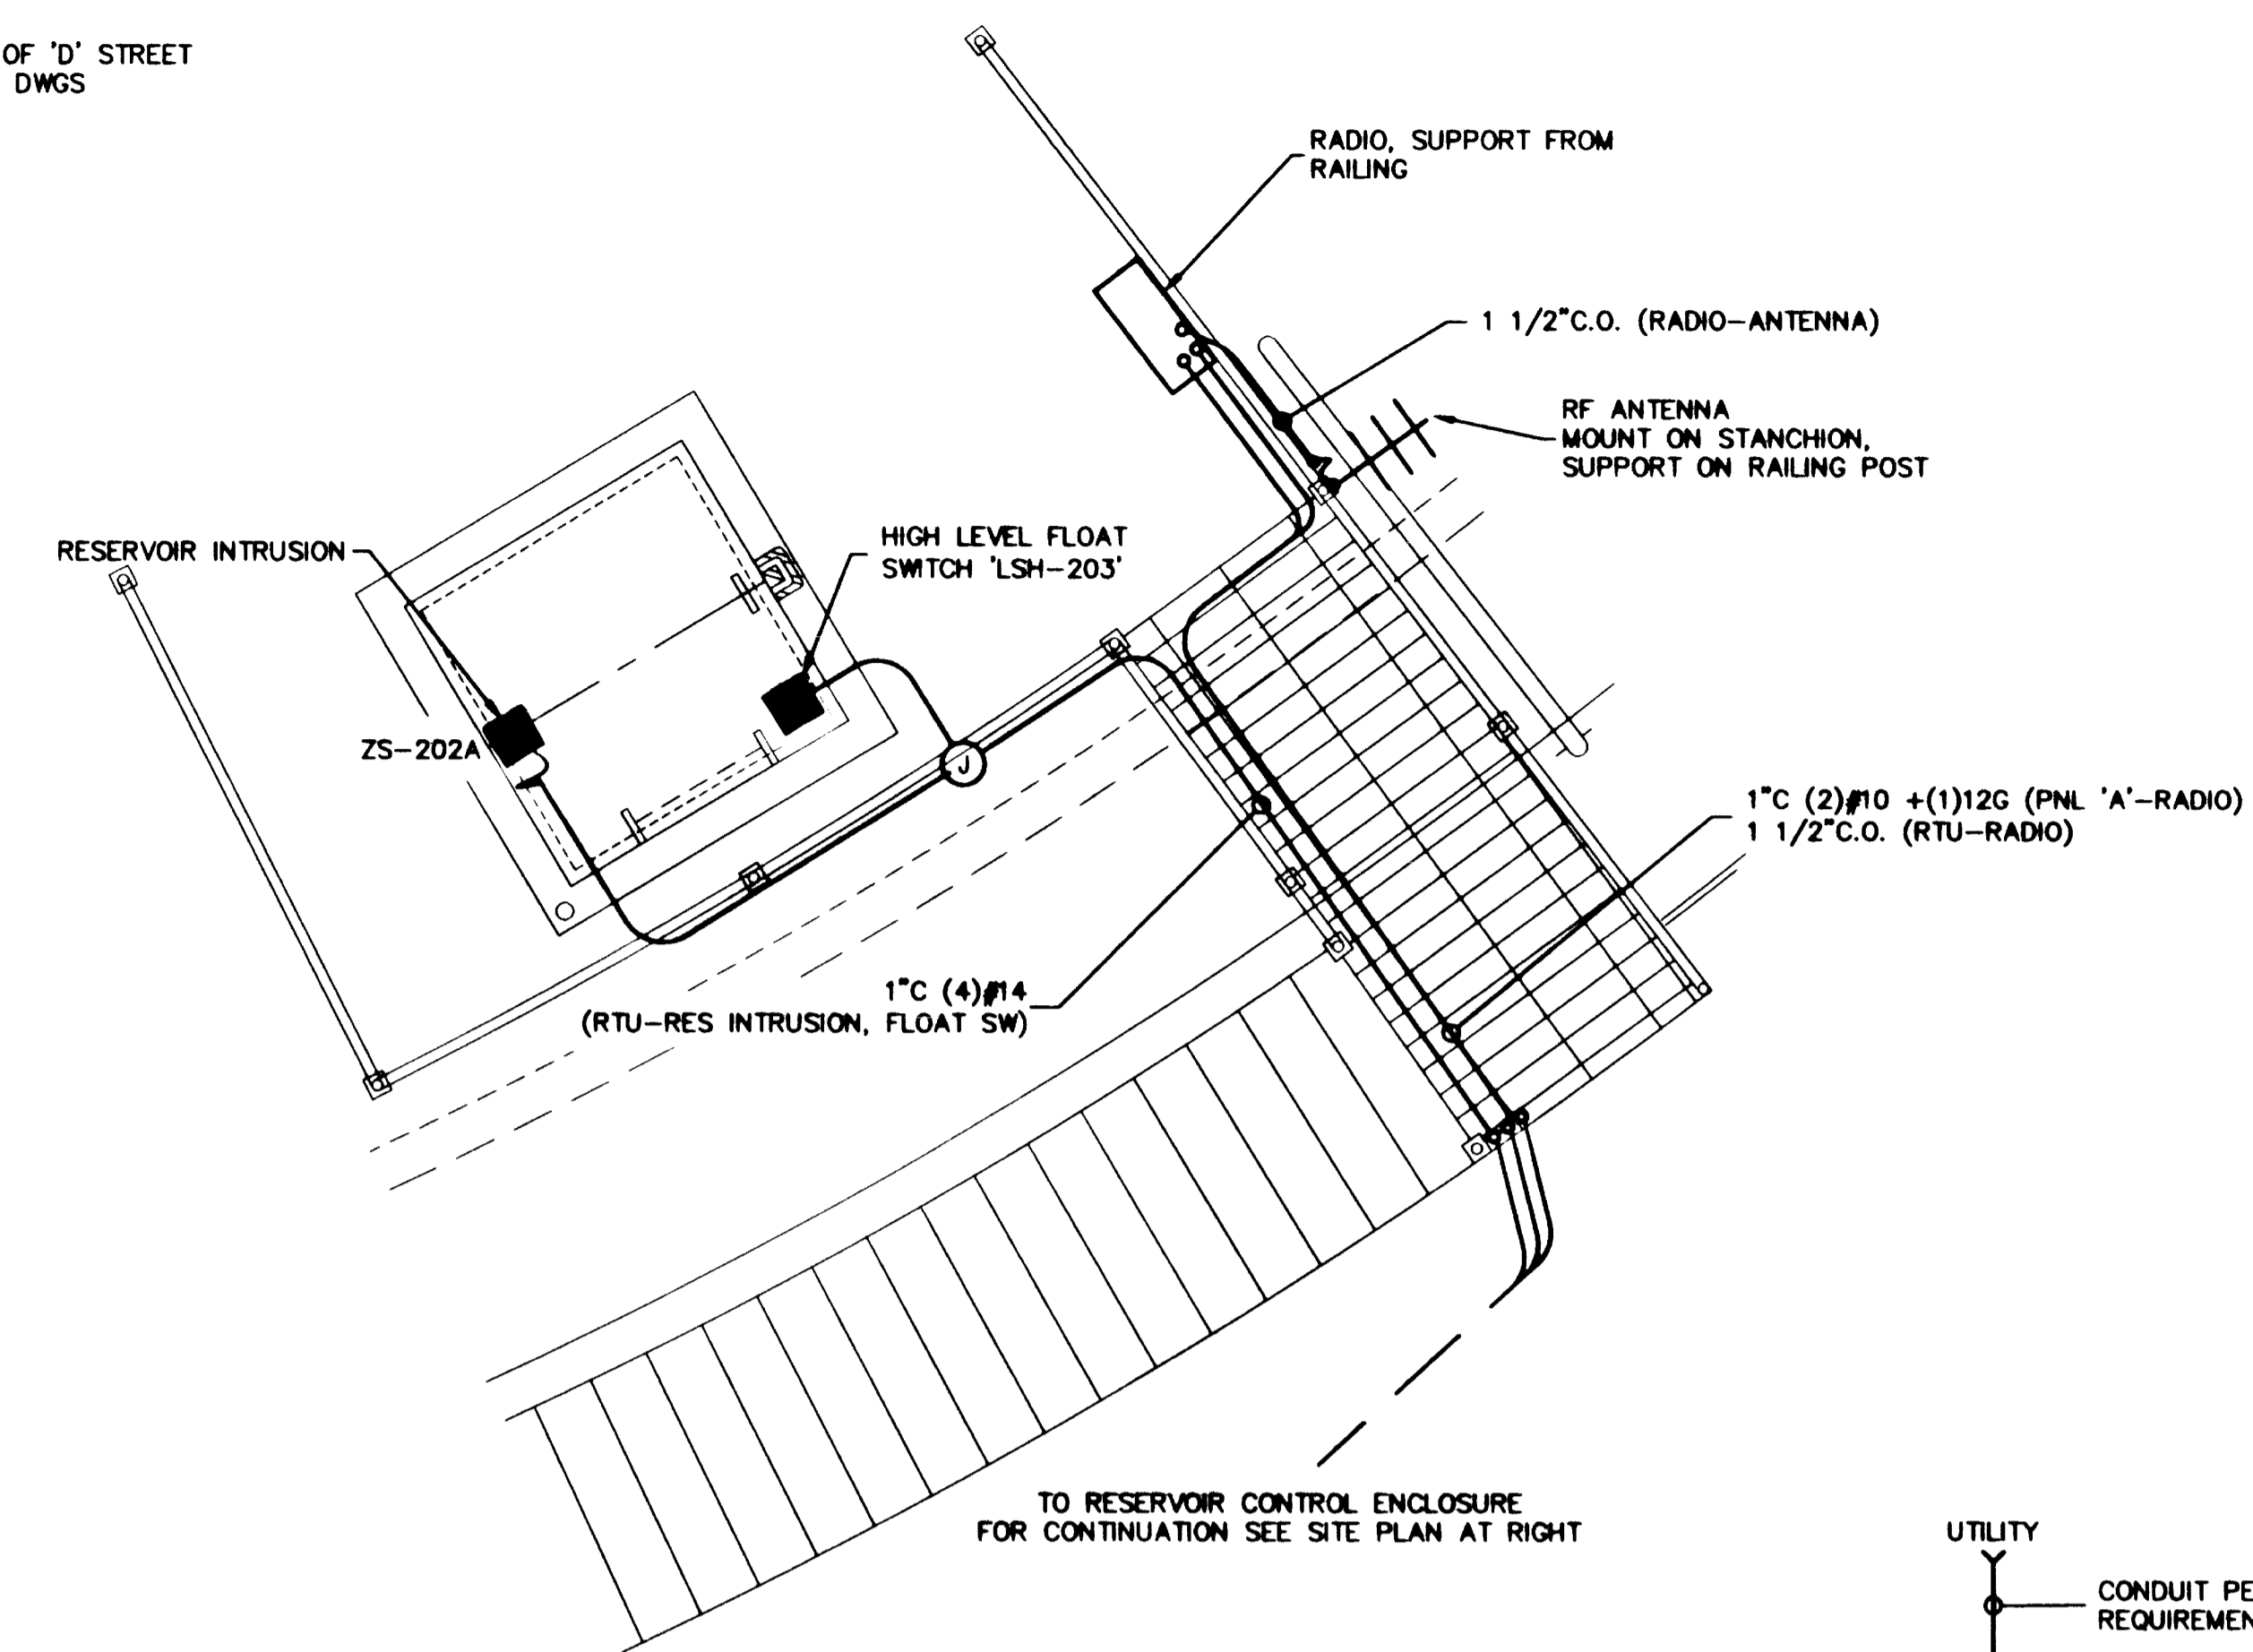 OF 'D' STREET
DWGS
RADIO, SUPPORT FROM
RAILING
1 1/2"C.O. (RADIO-ANTENNA)
RF ANTENNA
MOUNT ON STANCHION,
SUPPORT ON RAILING POST
RESERVOIR INTRUSION
HIGH LEVEL FLOAT
SWITCH 'LSH-203'
ZS-202A
J
1"C (2)#10 +(1)12G (PNL 'A'-RADIO)
1 1/2"C.O. (RTU-RADIO)
1"C (4)#14
(RTU-RES INTRUSION, FLOAT SW)
TO RESERVOIR CONTROL ENCLOSURE
FOR CONTINUATION SEE SITE PLAN AT RIGHT
UTILITY
CONDUIT PE
REQUIREMEN